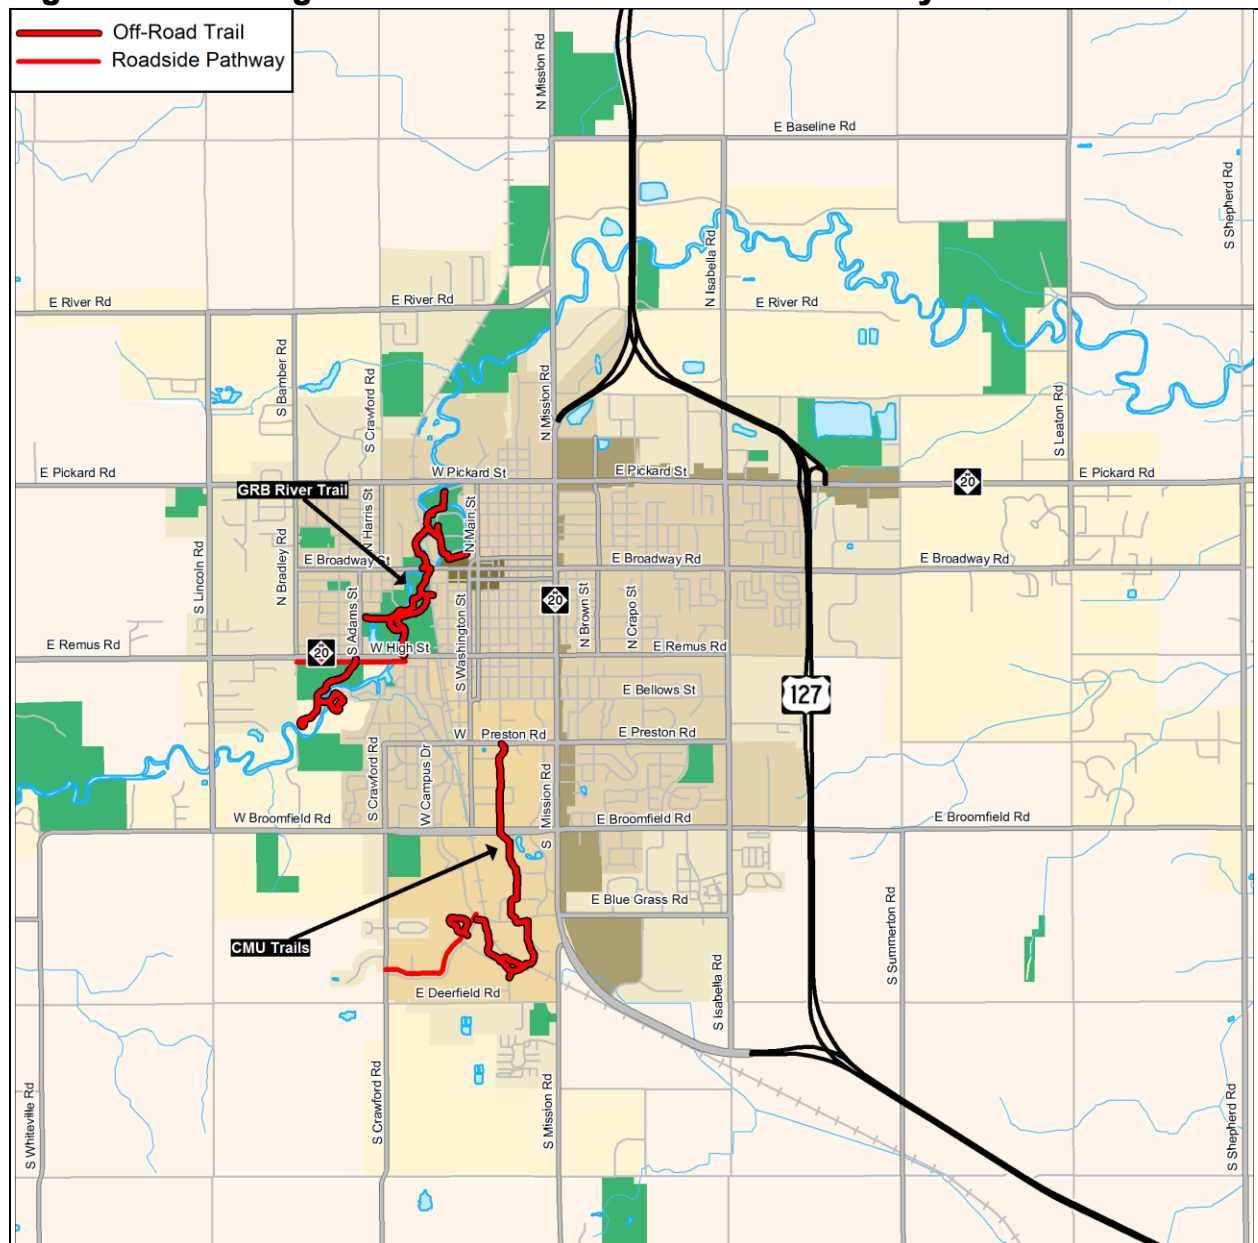 Off-Road Trail
Roadside Pathway
N Mission Rd
E Baseline Rd
S Shepherd Rd
N Isabella Rd
E River Rd
E River Rd
E River Rd
S Bamber Rd
S Crawford Rd
N Mission Rd
S Leaton Rd
E Pickard Rd
W Pickard St
E Pickard St
E Pickard Rd
M
20
GRB River Trail
N Harris St
N Main St
N Bradley Rd
S Lincoln Rd
E Broadway St
E Broadway Rd
E Broadway Rd
S Adams St
M
20
N Brown St
N Crapo St
S Washington St
E Remus Rd
20
W High St
E Remus Rd
E Bellows St
127
W Preston Rd
E Preston Rd
S Crawford Rd
W Campus Dr
S Mission Rd
W Broomfield Rd
E Broomfield Rd
E Broomfield Rd
E Blue Grass Rd
CMU Trails
S Summerton Rd
S Isabella Rd
E Deerfield Rd
S Whiteville Rd
S Crawford Rd
S Mission Rd
S Shepherd Rd